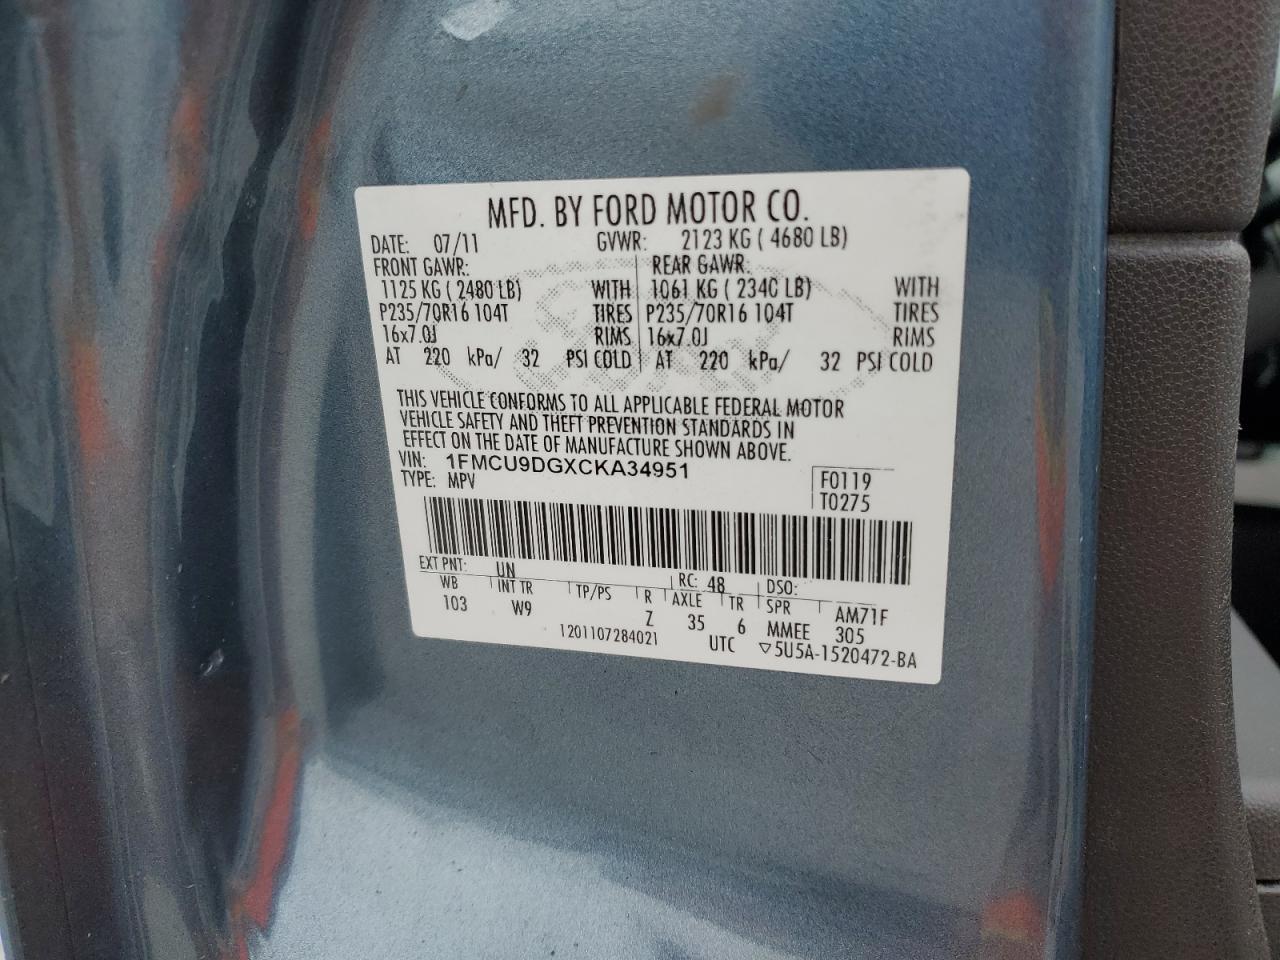 MFD. BY FORD MOTOR CO.
DATE: 07/11 GVWR: 2123 KG ( 4680 LB)
FRONT GAWR: REAR GAWR:
1125 KG ( 2480 LB) WITH 1061 KG ( 2340 LB) WITH
P235/70R16 104T TIRES P235/70R16 104T TIRES
16x7.0J RIMS 16x7.0J RIMS
AT 220 kPa/ 32 PSI COLD AT 220 kPa/ 32 PSI COLD
THIS VEHICLE CONFORMS TO ALL APPLICABLE FEDERAL MOTOR
VEHICLE SAFETY AND THEFT PREVENTION STANDARDS IN
EFFECT ON THE DATE OF MANUFACTURE SHOWN ABOVE.
VIN: 1FMCU9DGXCKA34951
TYPE: MPV
F0119
T0275
EXT PNT: UN RC: 48 DSO:
WB INT TR TP/PS R AXLE TR SPR AM71F
103 W9 Z 35 6 MMEE 305
1201107284021 UTC ▽5U5A-1520472-BA